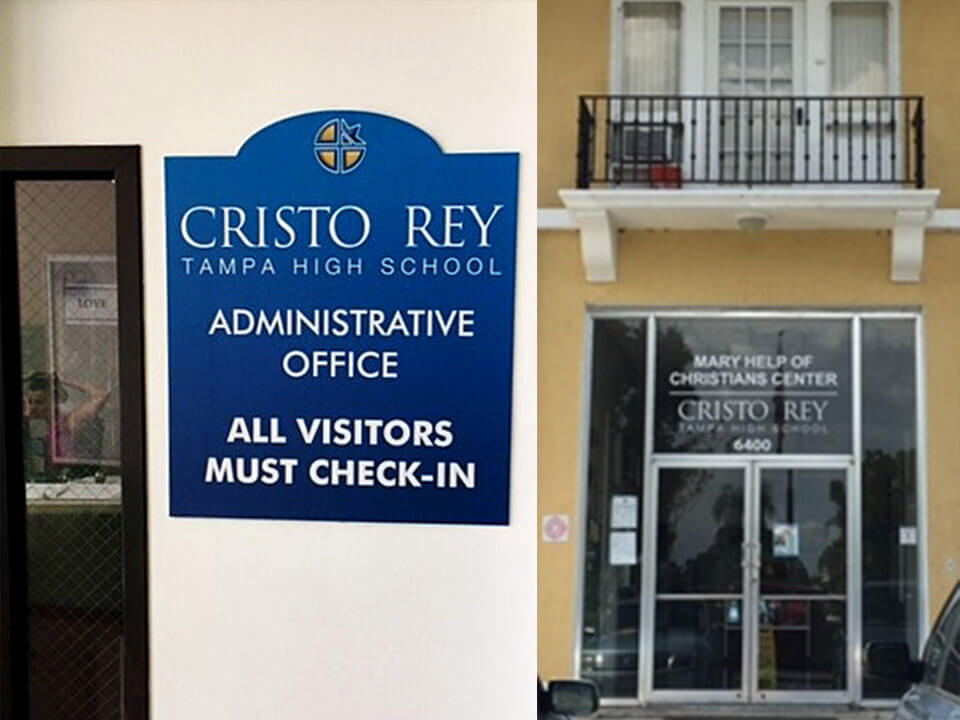 LOVE
CRISTO REY
TAMPA HIGH SCHOOL
ADMINISTRATIVE
OFFICE
ALL VISITORS
MUST CHECK-IN
MARY HELP OF
CHRISTIANS CENTER
CRISTO REY
TAMPA HIGH SCHOOL
6400